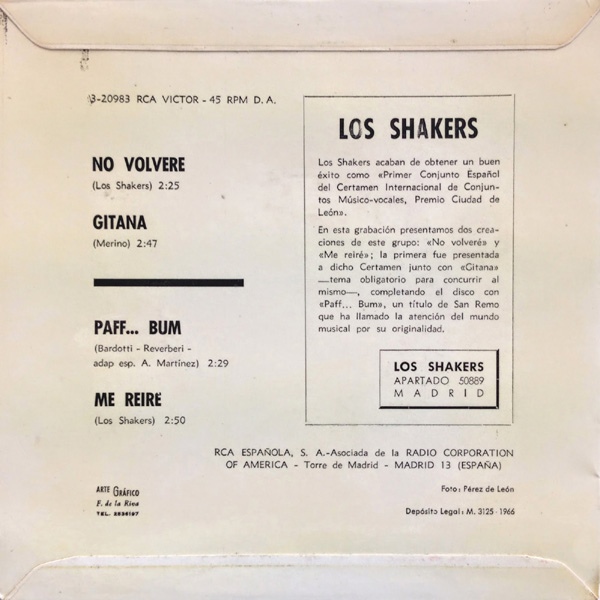 3-20983 RCA VICTOR - 45 RPM D. A.
NO VOLVERE
(Los Shakers) 2:25
GITANA
(Merino) 2:47
PAFF... BUM
(Bardotti - Reverberi -
adap esp. A. Martínez) 2:29
ME REIRE
(Los Shakers) 2:50
LOS SHAKERS
Los Shakers acaban de obtener un buen
éxito como «Primer Conjunto Español
del Certamen Internacional de Conjun-
tos Músico-vocales, Premio Ciudad de
León».
En esta grabación presentamos dos crea-
ciones de este grupo: «No volveré» y
«Me reiré»; la primera fue presentada
a dicho Certamen junto con «Gitana»
—tema obligatorio para concurrir al
mismo—, completando el disco con
«Paff... Bum», un título de San Remo
que ha llamado la atención del mundo
musical por su originalidad.
LOS SHAKERS
APARTADO 50889
MADRID
RCA ESPAÑOLA, S. A.-Asociada de la RADIO CORPORATION
OF AMERICA - Torre de Madrid - MADRID 13 (ESPAÑA)
ARTE GRÁFICO
F. de la Riva
Foto: Pérez de León
Depósito Legal: M. 3125 - 1966